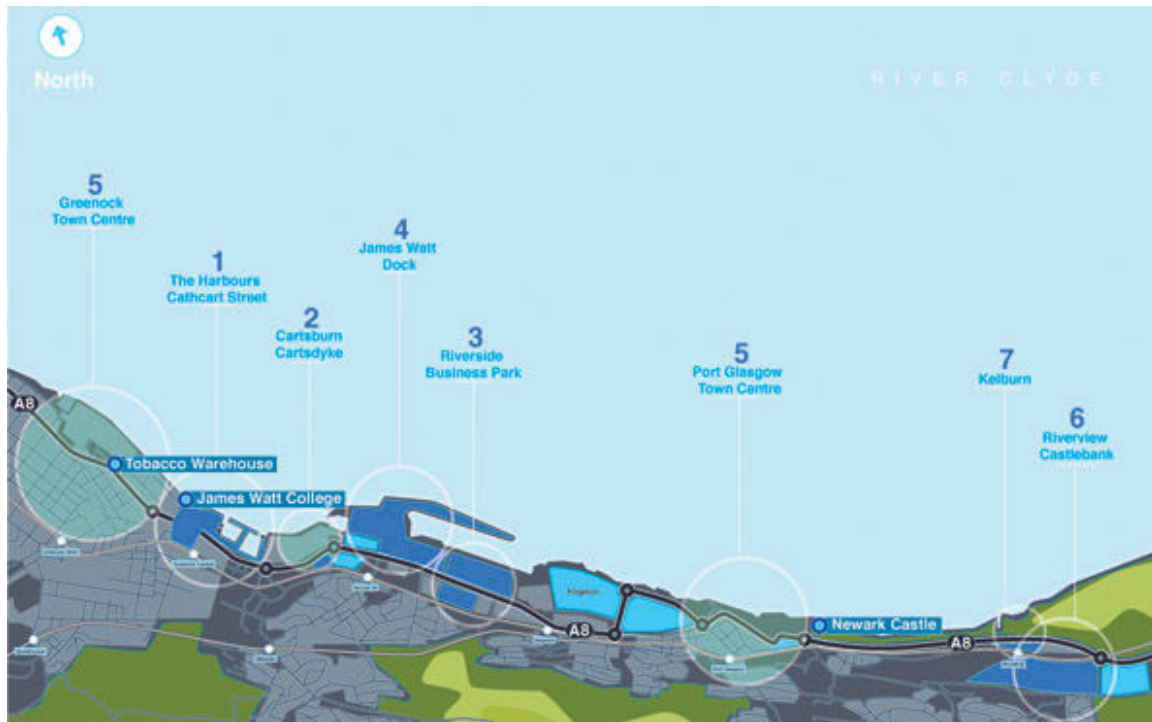 North
RIVER CLYDE
5
Greenock
Town Centre
1
The Harbours
Cathcart Street
2
Cartsburn
Cartsdyke
4
James Watt
Dock
3
Riverside
Business Park
5
Port Glasgow
Town Centre
7
Kelburn
6
Riverview
Castlebank
A8
Tobacco Warehouse
James Watt College
A8
Newark Castle
A8